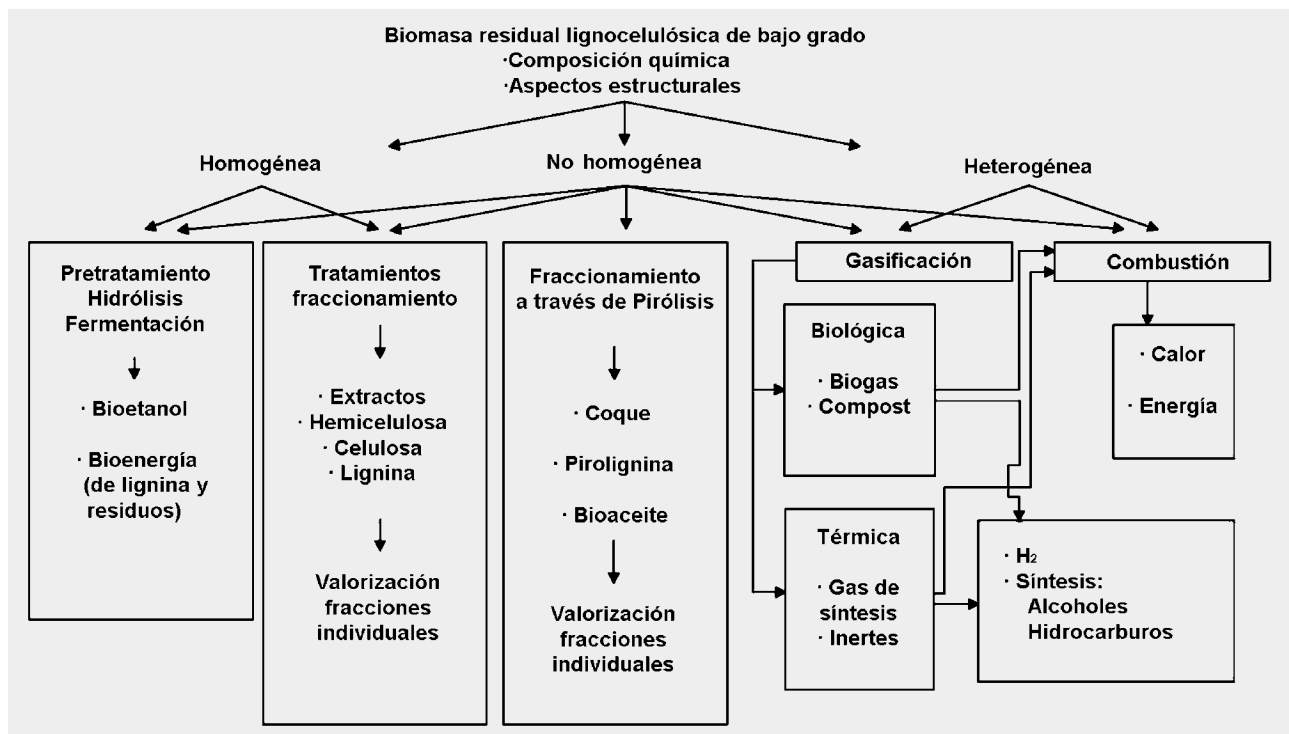 Biomasa residual lignocelulósica de bajo grado
·Composición química
·Aspectos estructurales
Homogénea
No homogénea
Heterogénea
Pretratamiento
Hidrólisis
Fermentación
· Bioetanol
· Bioenergía
(de lignina y
residuos)
Tratamientos
fraccionamiento
· Extractos
· Hemicelulosa
· Celulosa
· Lignina
Valorización
fracciones
individuales
Fraccionamiento
a través de Pirólisis
· Coque
· Pirolignina
· Bioaceite
Valorización
fracciones
individuales
Gasificación
Biológica
· Biogas
· Compost
Térmica
· Gas de
síntesis
· Inertes
Combustión
· Calor
· Energía
· H₂
· Síntesis:
Alcoholes
Hidrocarburos